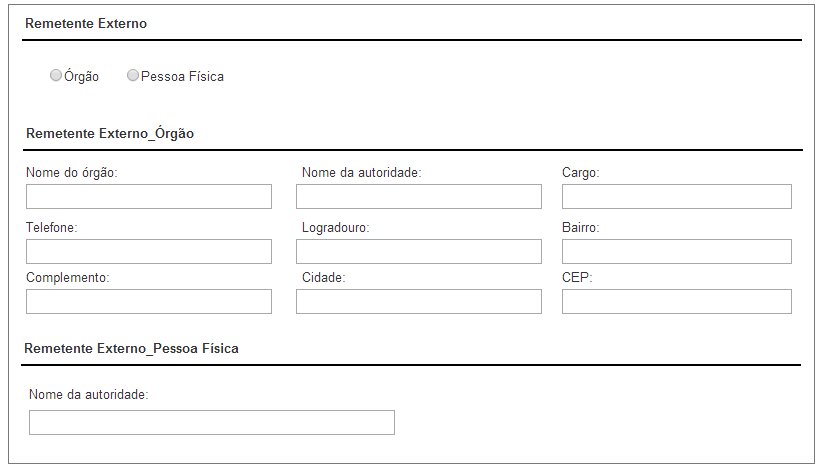 Remetente Externo
Órgão Pessoa Física
Remetente Externo_Órgão
Nome do órgão: Nome da autoridade: Cargo:
Telefone: Logradouro: Bairro:
Complemento: Cidade: CEP:
Remetente Externo_Pessoa Física
Nome da autoridade: